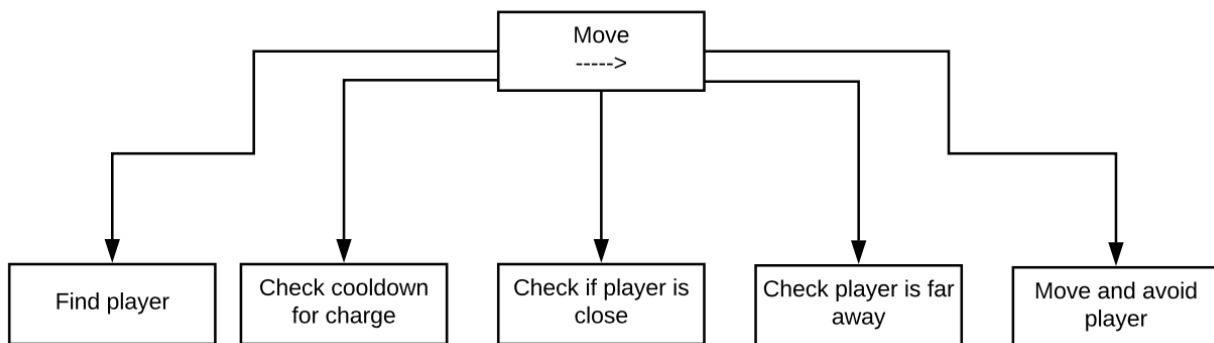 Move
----->
Find player
Check cooldown
for charge
Check if player is
close
Check player is far
away
Move and avoid
player